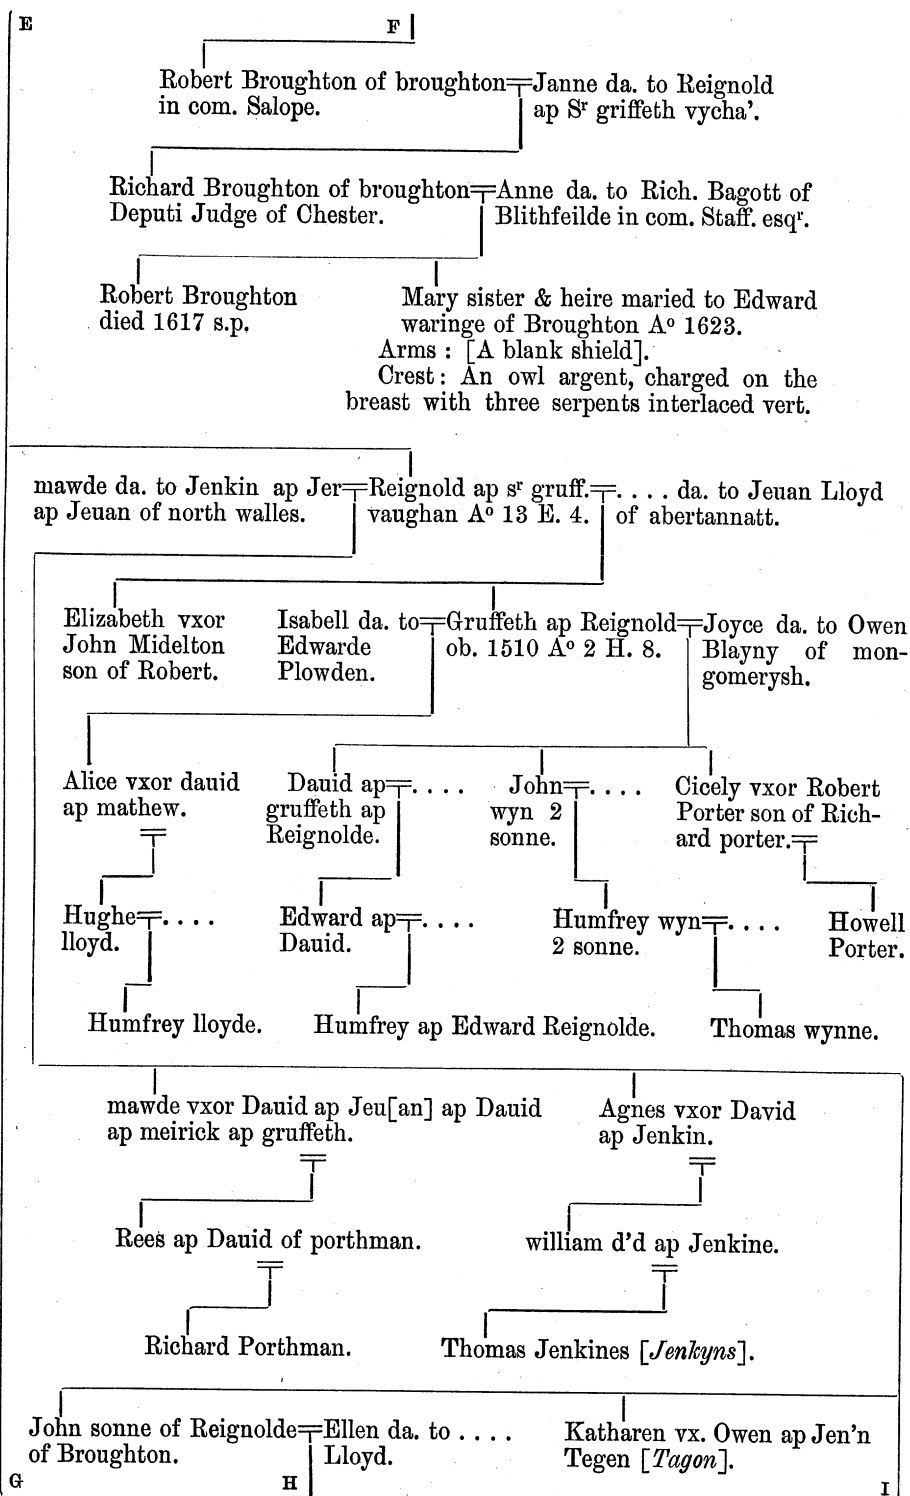 E
F
Robert Broughton of broughton Janne da. to Reignold
in com. Salope.
ap Sʳ griffeth vycha'.
Richard Broughton of broughton Anne da. to Rich. Bagott of
Deputi Judge of Chester.
Blithfeilde in com. Staff. esqʳ.
Robert Broughton
died 1617 s.p.
Mary sister & heire maried to Edward
waringe of Broughton Aº 1623.
Arms : [A blank shield].
Crest : An owl argent, charged on the
breast with three serpents interlaced vert.
mawde da. to Jenkin ap Jer
ap Jeuan of north walles.
Reignold ap sʳ gruff.
vaughan Aº 13 E. 4.
. . . . da. to Jeuan Lloyd
of abertannatt.
Elizabeth vxor
John Midelton
son of Robert.
Isabell da. to
Edwarde
Plowden.
Gruffeth ap Reignold
ob. 1510 Aº 2 H. 8.
Joyce da. to Owen
Blayny of mon-
gomerysh.
Alice vxor dauid
ap mathew.
Dauid ap . . . .
gruffeth ap
Reignolde.
John . . . .
wyn 2
sonne.
Cicely vxor Robert
Porter son of Rich-
ard porter.
Hughe . . . .
lloyd.
Edward ap . . . .
Dauid.
Humfrey wyn . . . .
2 sonne.
Howell
Porter.
Humfrey lloyde.
Humfrey ap Edward Reignolde.
Thomas wynne.
mawde vxor Dauid ap Jeu[an] ap Dauid
ap meirick ap gruffeth.
Agnes vxor David
ap Jenkin.
Rees ap Dauid of porthman.
william d'd ap Jenkine.
Richard Porthman.
Thomas Jenkines [Jenkyns].
John sonne of Reignolde
of Broughton.
Ellen da. to . . . .
Lloyd.
Katharen vx. Owen ap Jen'n
Tegen [Tagon].
G
H
I